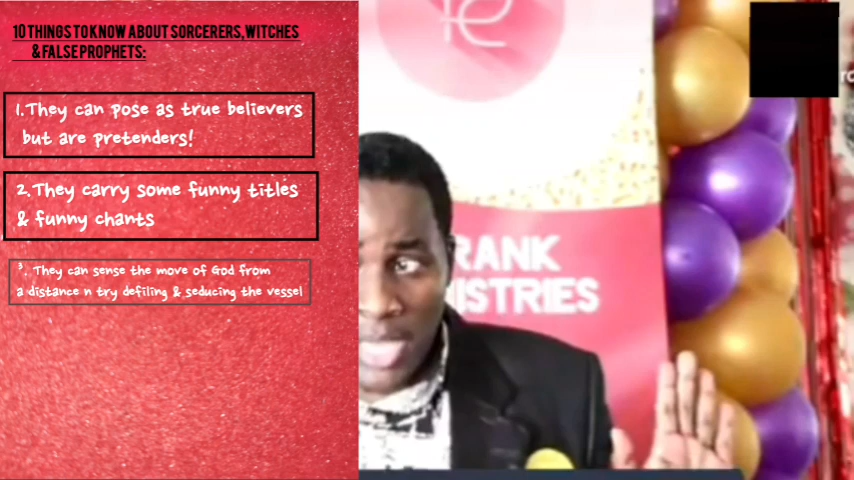 10 THINGS TO KNOW ABOUT SORCERERS, WITCHES
& FALSE PROPHETS:
1.They can pose as true believers
but are pretenders!
2.They carry some funny titles
& funny chants
3. They can sense the move of God from
a distance n try defiling & seducing the vessel
RANK
ISTRIES